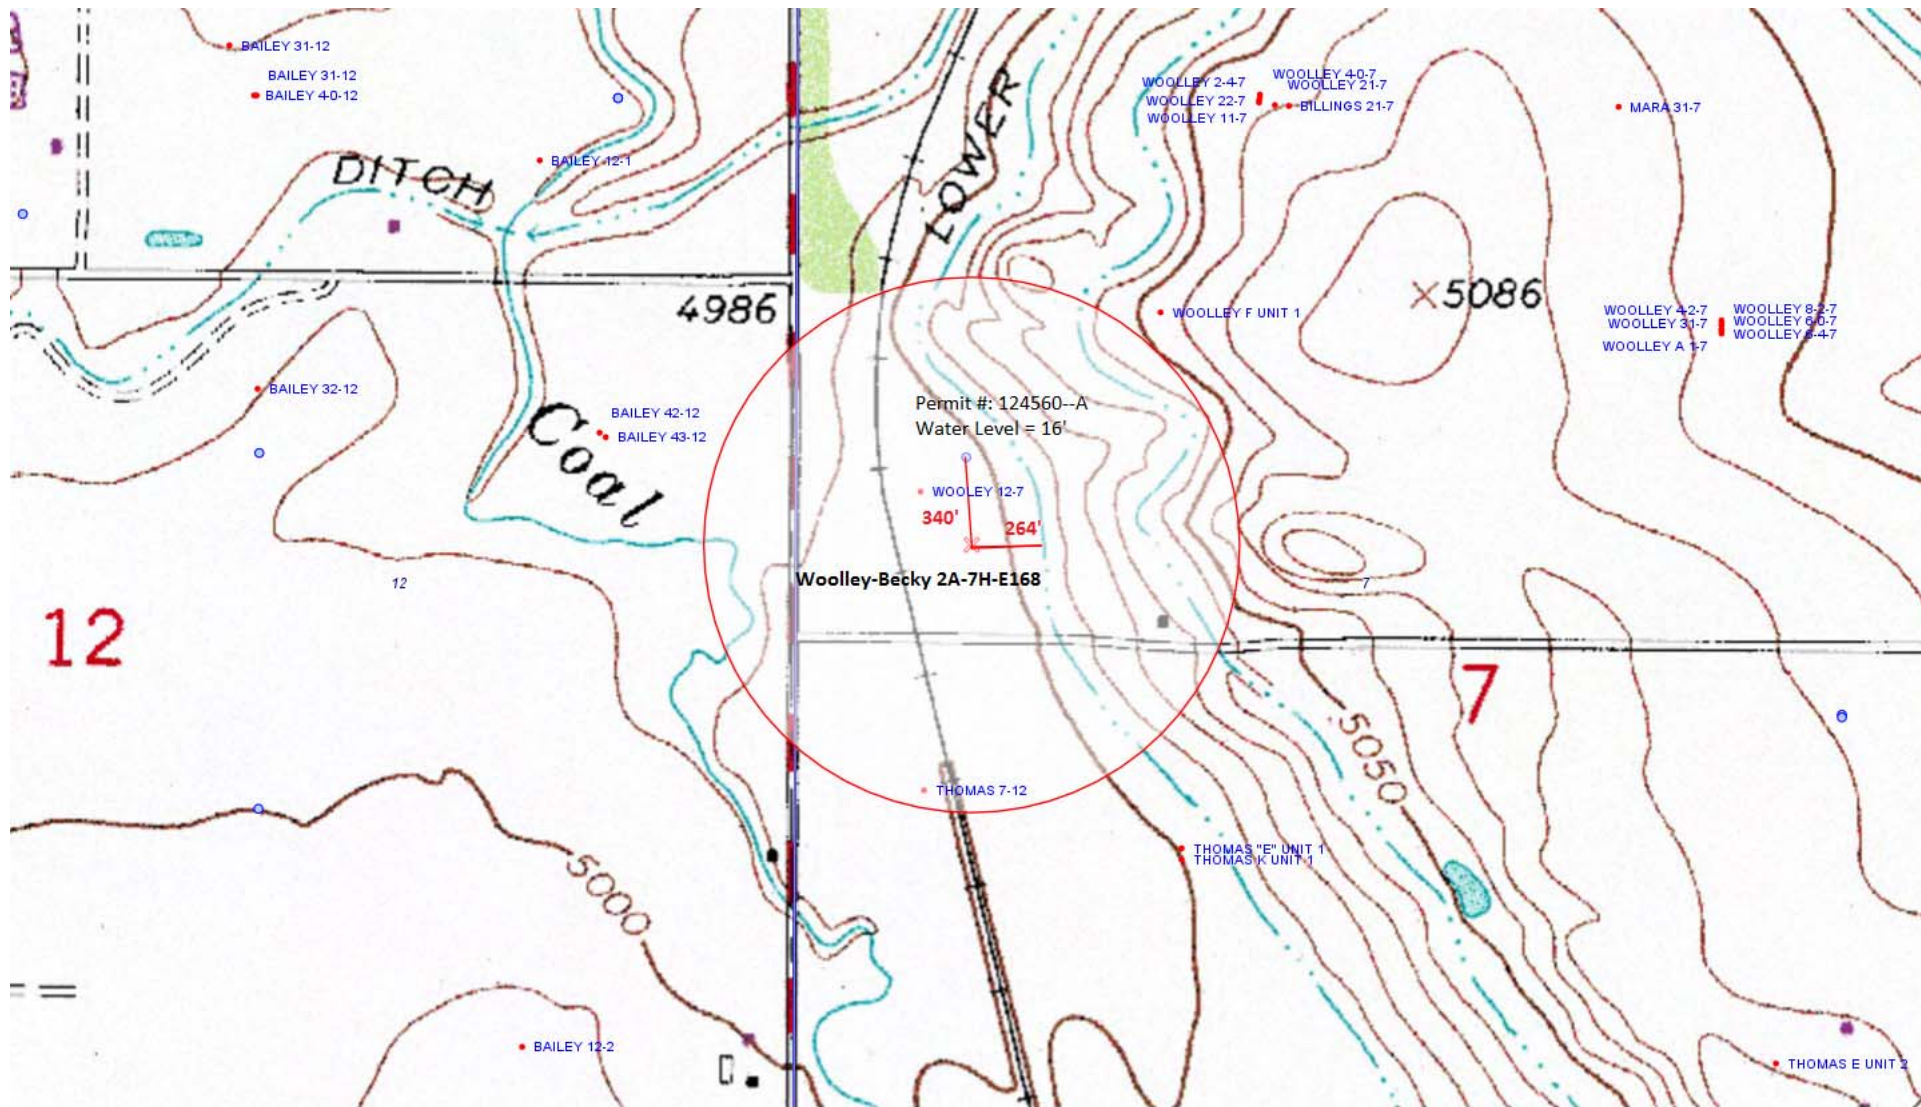 BAILEY 31-12
BAILEY 31-12
BAILEY 4-0-12
BAILEY 12-1
DITCH
LOWER
WOOLLEY 2-4-7
WOOLLEY 4-0-7
WOOLLEY 21-7
WOOLLEY 22-7
BILLINGS 21-7
WOOLLEY 11-7
MARA 31-7
4986
5086
WOOLLEY F UNIT 1
WOOLLEY 4-2-7
WOOLLEY 8-2-7
WOOLLEY 31-7
WOOLLEY 6-0-7
WOOLLEY 6-4-7
WOOLLEY A 1-7
BAILEY 32-12
BAILEY 42-12
BAILEY 43-12
Coal
Permit #: 124560--A
Water Level = 16'
WOOLEY 12-7
340'
264'
Woolley-Becky 2A-7H-E168
12
7
12
7
5050
THOMAS 7-12
THOMAS "E" UNIT 1
THOMAS K UNIT 1
5000
BAILEY 12-2
THOMAS E UNIT 2